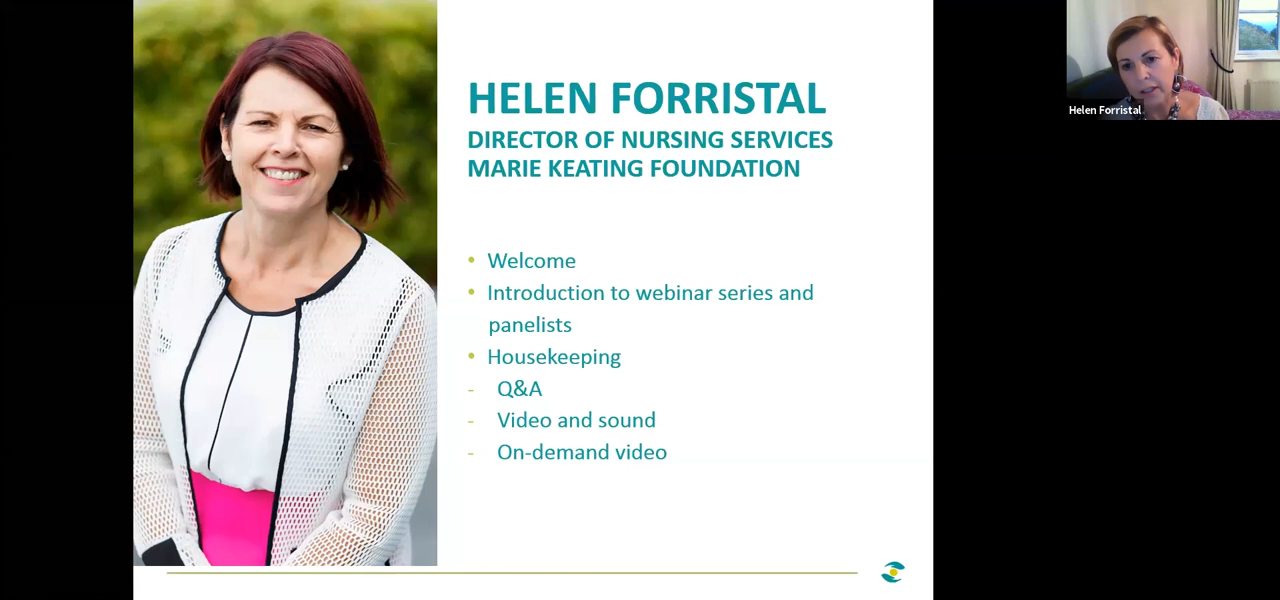 HELEN FORRISTAL
DIRECTOR OF NURSING SERVICES
MARIE KEATING FOUNDATION
• Welcome
• Introduction to webinar series and
panelists
• Housekeeping
- Q&A
- Video and sound
- On-demand video
Helen Forristal